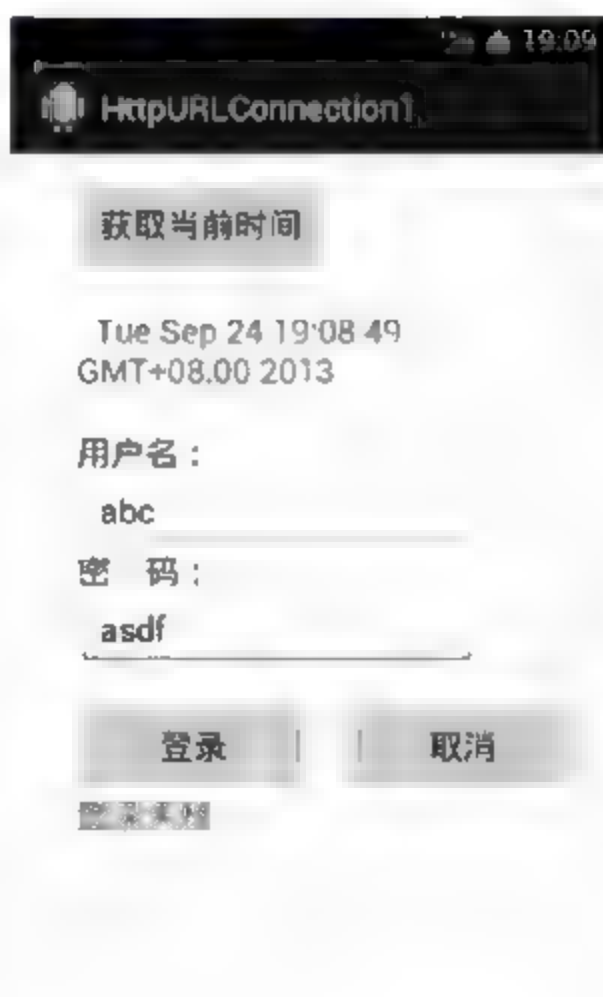 19:09
HttpURLConnection1
获取当前时间
Tue Sep 24 19:08:49
GMT+08:00 2013
用户名：
abc
密 码：
asdf
登录 取消